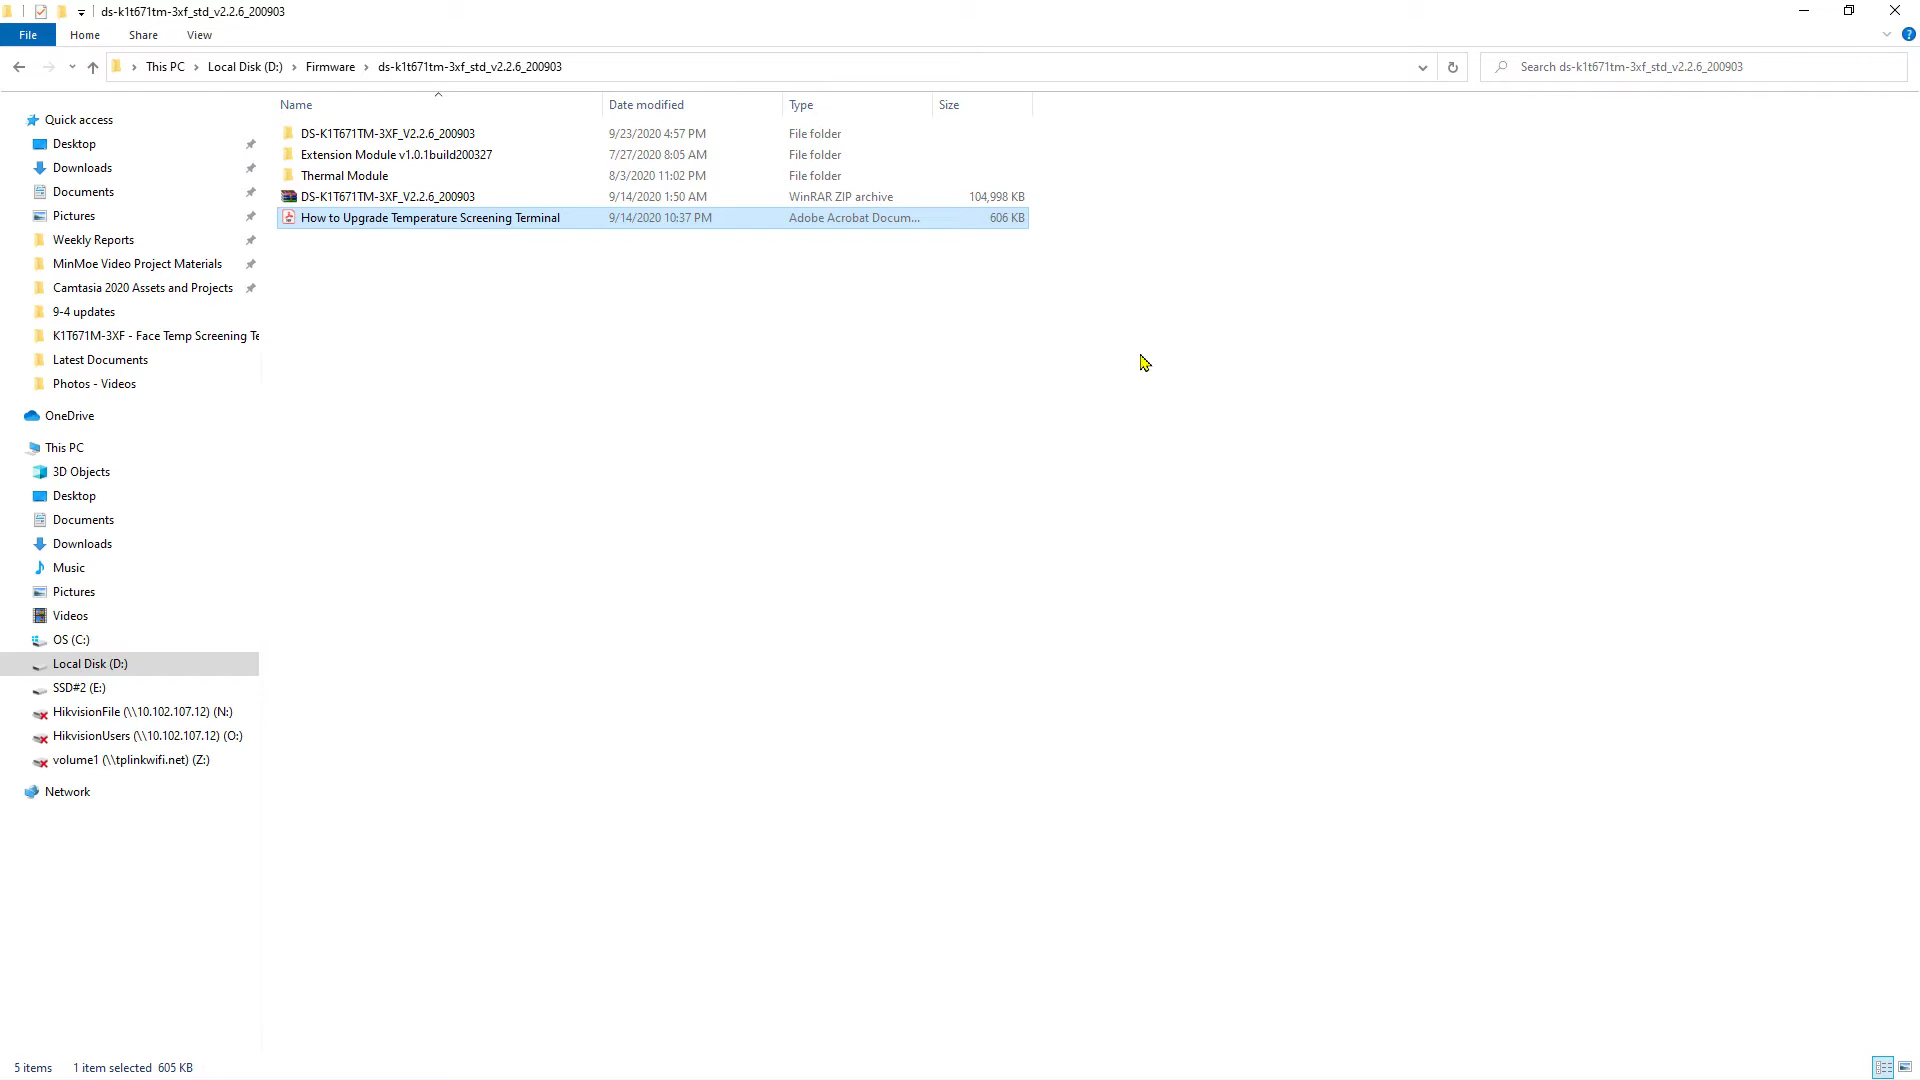 ds-k1t671tm-3xf_std_v2.2.6_200903
File Home Share View
This PC Local Disk (D:) Firmware ds-k1t671tm-3xf_std_v2.2.6_200903
Search ds-k1t671tm-3xf_std_v2.2.6_200903
Name Date modified Type Size
DS-K1T671TM-3XF_V2.2.6_200903 9/23/2020 4:57 PM File folder
Extension Module v1.0.1build200327 7/27/2020 8:05 AM File folder
Thermal Module 8/3/2020 11:02 PM File folder
DS-K1T671TM-3XF_V2.2.6_200903 9/14/2020 1:50 AM WinRAR ZIP archive 104,998 KB
How to Upgrade Temperature Screening Terminal 9/14/2020 10:37 PM Adobe Acrobat Docum... 606 KB
Quick access
Desktop
Downloads
Documents
Pictures
Weekly Reports
MinMoe Video Project Materials
Camtasia 2020 Assets and Projects
9-4 updates
K1T671M-3XF - Face Temp Screening Te
Latest Documents
Photos - Videos
OneDrive
This PC
3D Objects
Desktop
Documents
Downloads
Music
Pictures
Videos
OS (C:)
Local Disk (D:)
SSD#2 (E:)
HikvisionFile (\\10.102.107.12) (N:)
HikvisionUsers (\\10.102.107.12) (O:)
volume1 (\\tplinkwifi.net) (Z:)
Network
5 items 1 item selected 605 KB